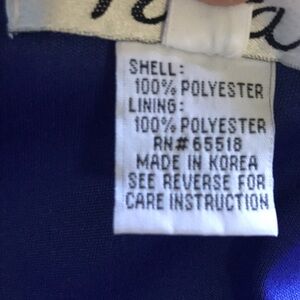 SHELL:
100% POLYESTER
LINING:
100% POLYESTER
RN# 65518
MADE IN KOREA
SEE REVERSE FOR
CARE INSTRUCTION